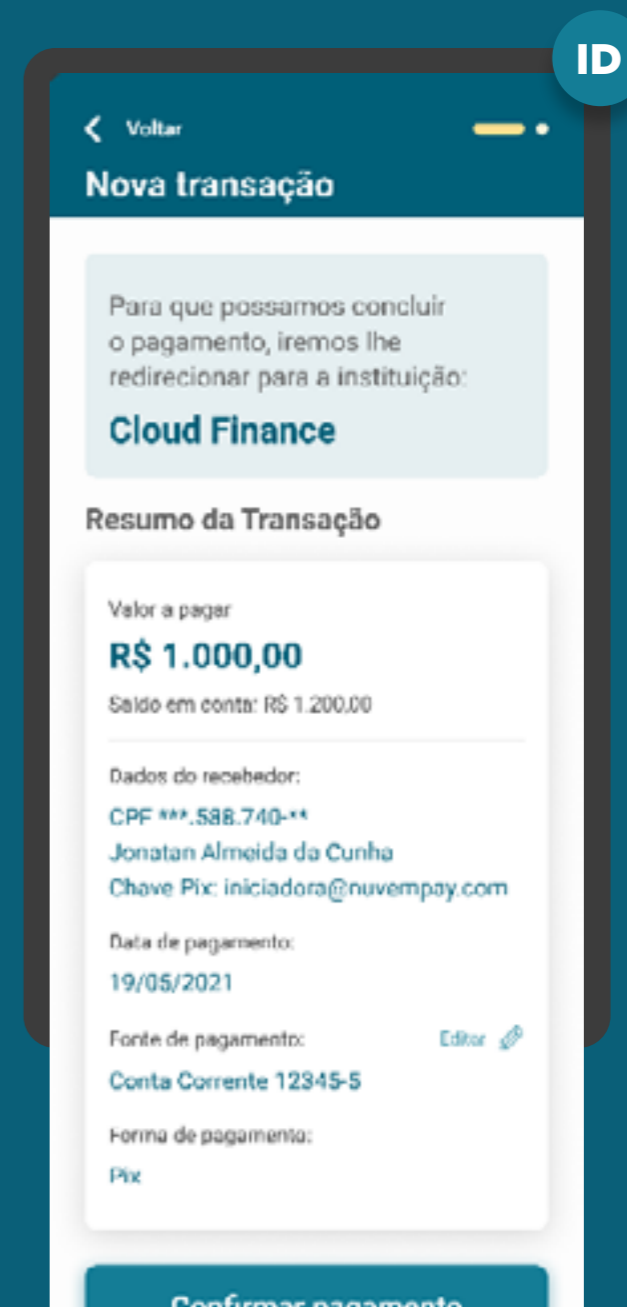 ID
Voltar
Nova transação
Para que possamos concluir
o pagamento, iremos lhe
redirecionar para a instituição:
Cloud Finance
Resumo da Transação
Valor a pagar
R$ 1.000,00
Saldo em conta: R$ 1.200,00
Dados do recebedor:
CPF ***.588.740-**
Jonatan Almeida da Cunha
Chave Pix: iniciadora@nuvempay.com
Data de pagamento:
19/05/2021
Fonte de pagamento:
Editar
Conta Corrente 12345-5
Forma de pagamento:
Pix
Confirmar pagamento